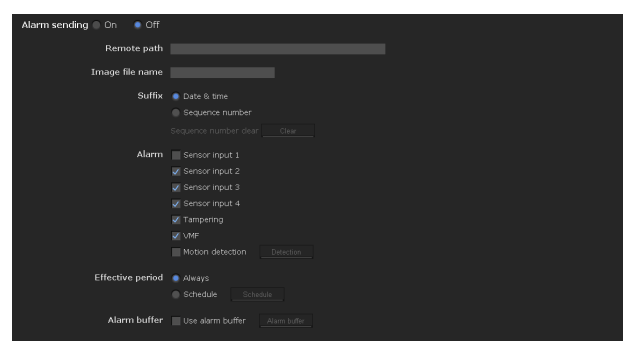 Alarm sending On Off
Remote path
Image file name
Suffix Date & time
Sequence number
Sequence number clear Clear
Alarm Sensor input 1
Sensor input 2
Sensor input 3
Sensor input 4
Tampering
VMF
Motion detection Detection
Effective period Always
Schedule Schedule
Alarm buffer Use alarm buffer Alarm buffer